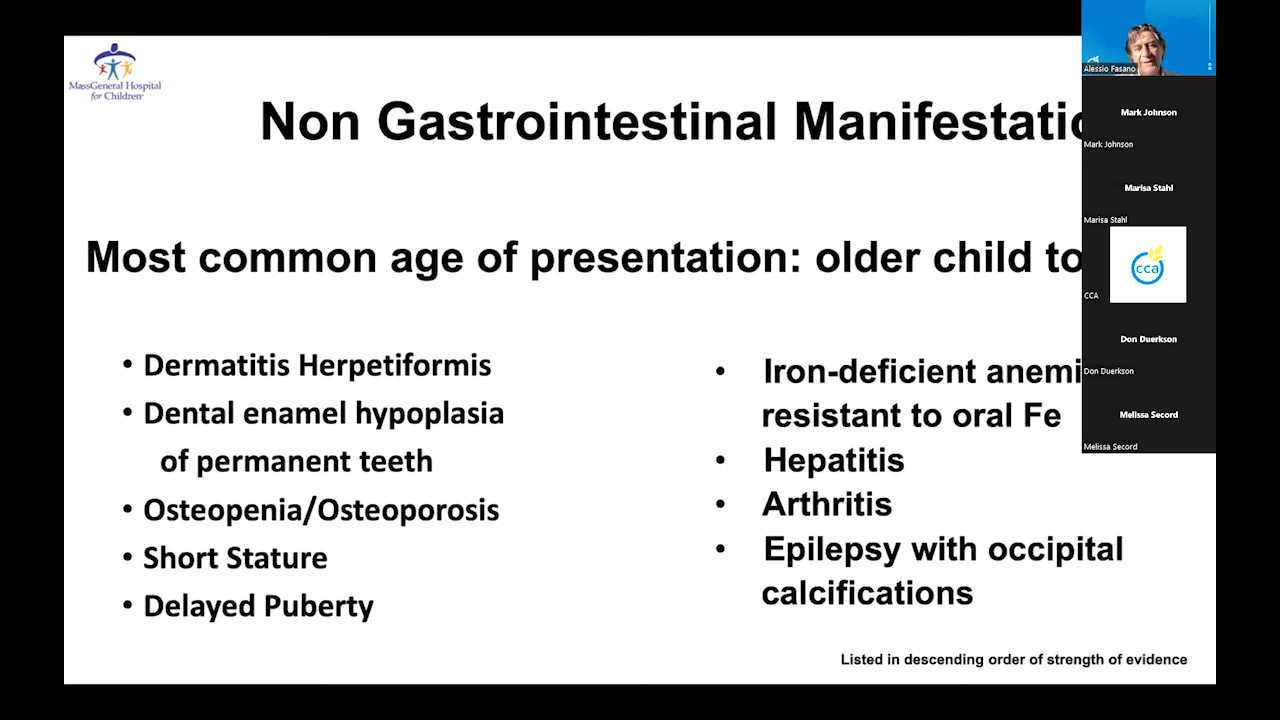 MassGeneral Hospital
for Children
Non Gastrointestinal Manifestatio
Most common age of presentation: older child to
• Dermatitis Herpetiformis
• Dental enamel hypoplasia
of permanent teeth
• Osteopenia/Osteoporosis
• Short Stature
• Delayed Puberty
• Iron-deficient anemi
resistant to oral Fe
• Hepatitis
• Arthritis
• Epilepsy with occipital
calcifications
Listed in descending order of strength of evidence
Alessio Fasano
Mark Johnson
Mark Johnson
Marisa Stahl
Marisa Stahl
cca
CCA
Don Duerkson
Don Duerkson
Melissa Secord
Melissa Secord